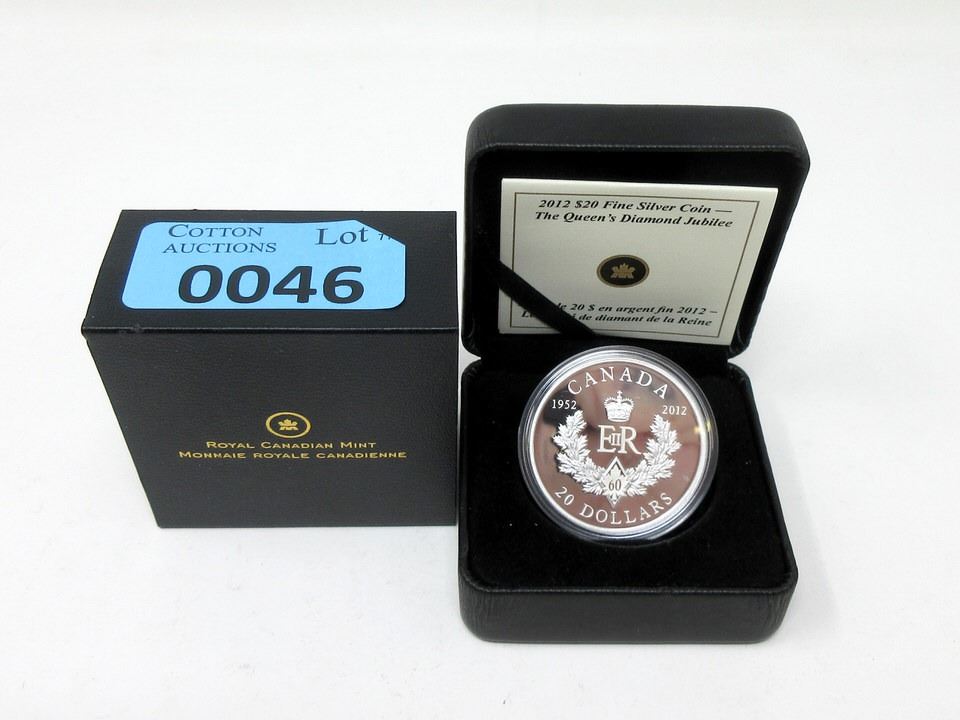 COTTON
AUCTIONS
Lot
0046
ROYAL CANADIAN MINT
MONNAIE ROYALE CANADIENNE
2012 $20 Fine Silver Coin —
The Queen's Diamond Jubilee
de 20 $ en argent fin 2012 –
de diamant de la Reine
CANADA
1952 2012
EIIR
60
20 DOLLARS